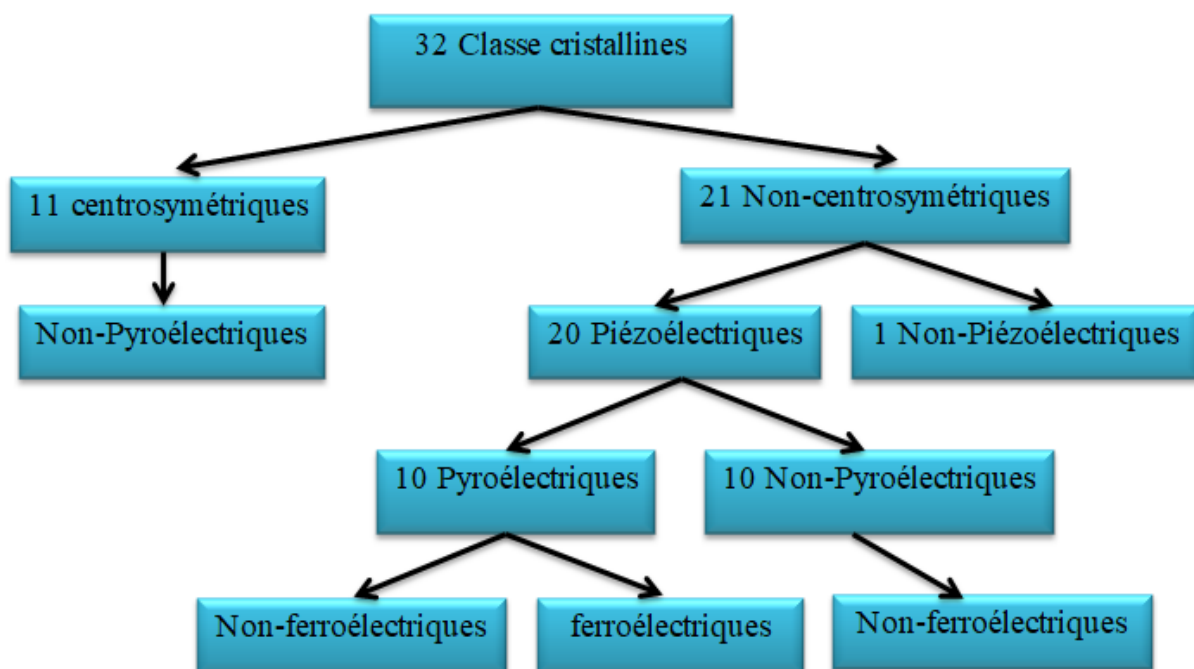 32 Classe cristallines
11 centrosymétriques
21 Non-centrosymétriques
Non-Pyroélectriques
20 Piézoélectriques
1 Non-Piézoélectriques
10 Pyroélectriques
10 Non-Pyroélectriques
Non-ferroélectriques
ferroélectriques
Non-ferroélectriques